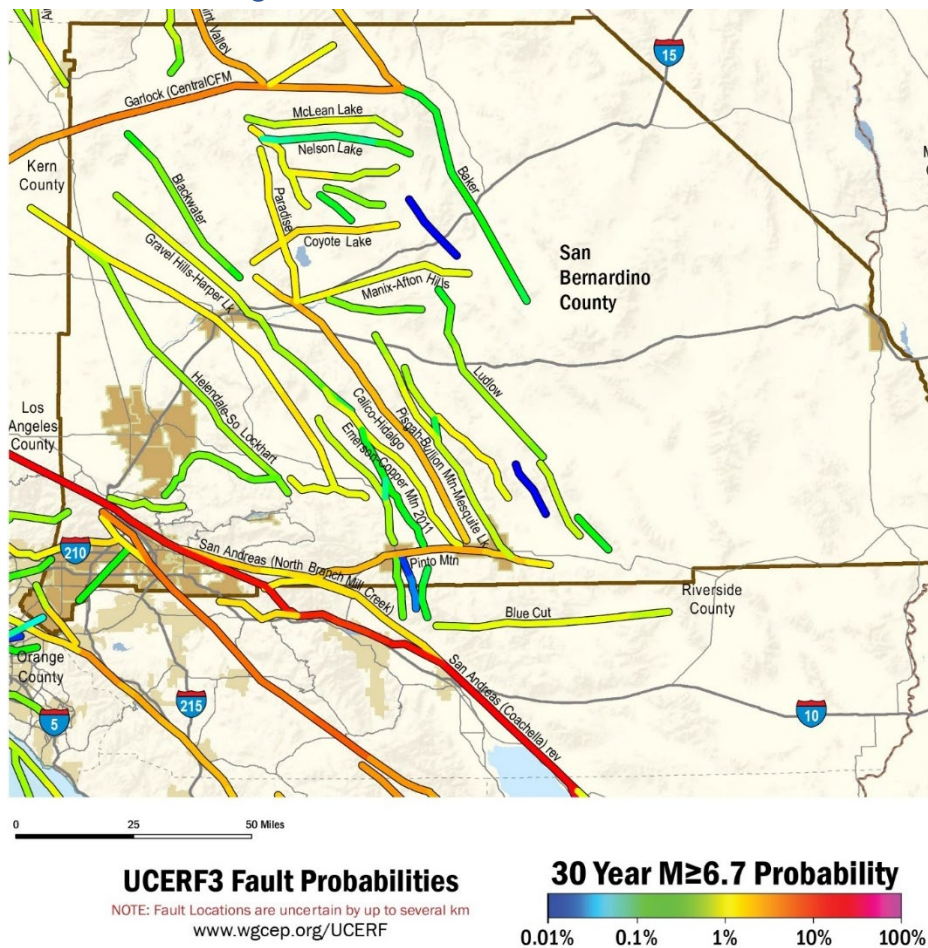 15
int Valley
Garlock (CentralCFM
McLean Lake
Nelson Lake
Kern
County
Blackwater
Paradise
Baker
Coyote Lake
San
Bernardino
County
Gravel Hills-Harper Lk
Manix-Afton Hills
Helendale-So Lockhart
Ludlow
Los
Angeles
County
Calico-Hidalgo
Pisgah-Bullion Mtn-Mesquite Lk
Emerson-Copper Mtn 2011
210
San Andreas (North Branch Mill Creek)
Pinto Mtn
Riverside
County
Blue Cut
Orange
County
San Andreas (Coachella) rev
5
215
10
0 25 50 Miles
UCERF3 Fault Probabilities
NOTE: Fault Locations are uncertain by up to several km
www.wgcep.org/UCERF
30 Year M≥6.7 Probability
0.01% 0.1% 1% 10% 100%